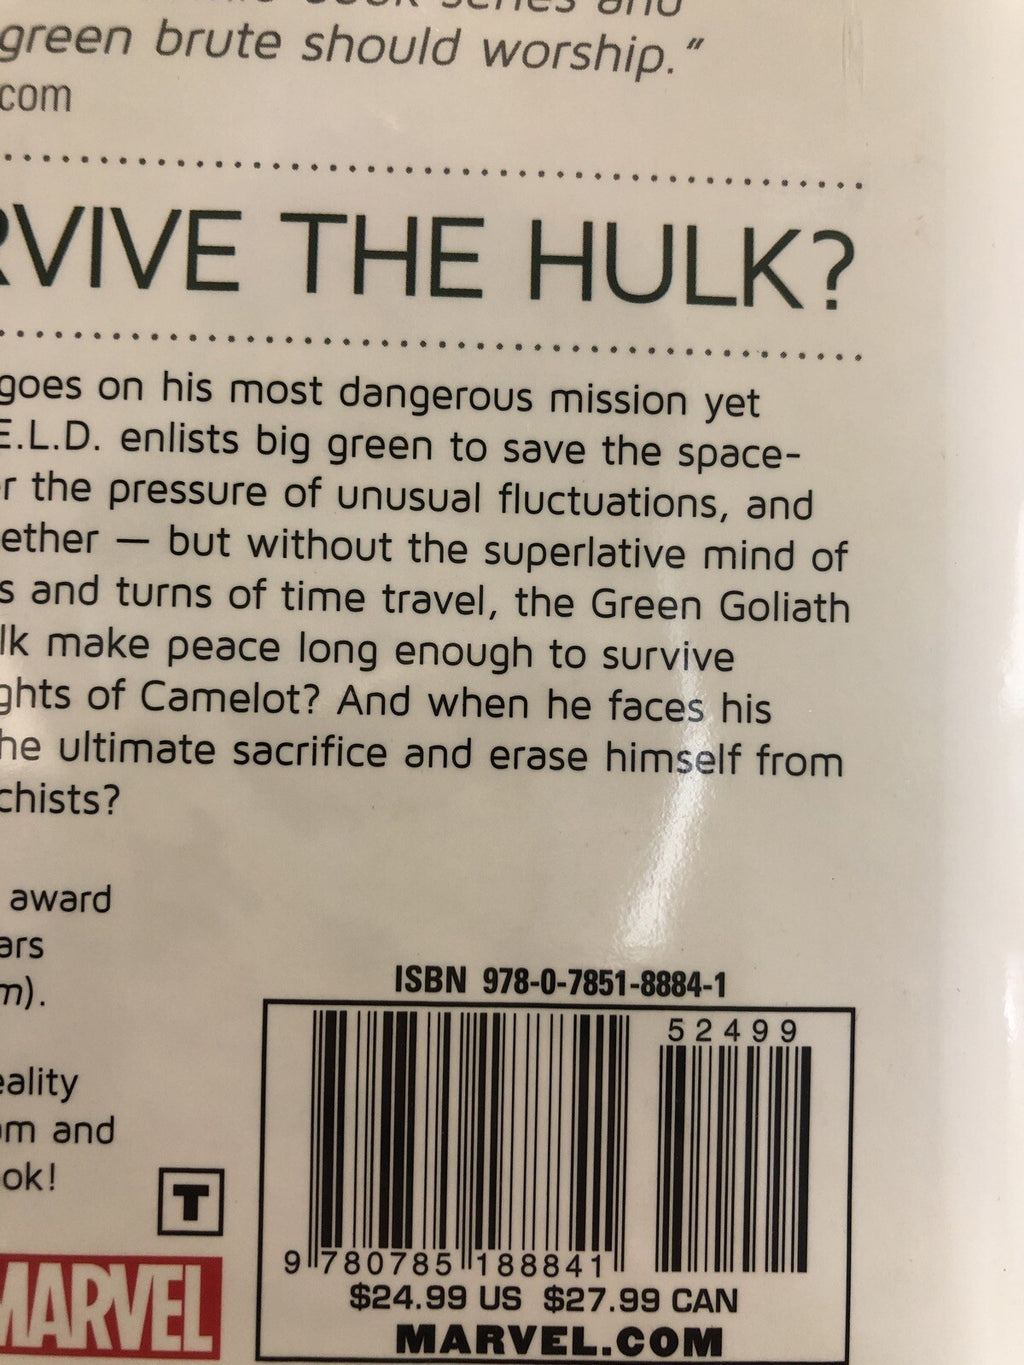 green brute should worship."
com
VIVE THE HULK?
goes on his most dangerous mission yet
E.L.D. enlists big green to save the space-
r the pressure of unusual fluctuations, and
ether — but without the superlative mind of
s and turns of time travel, the Green Goliath
lk make peace long enough to survive
ghts of Camelot? And when he faces his
he ultimate sacrifice and erase himself from
chists?
award
ars
m).
eality
om and
ok!
T
MARVEL
ISBN 978-0-7851-8884-1
52499
9 780785 188841
$24.99 US $27.99 CAN
MARVEL.COM